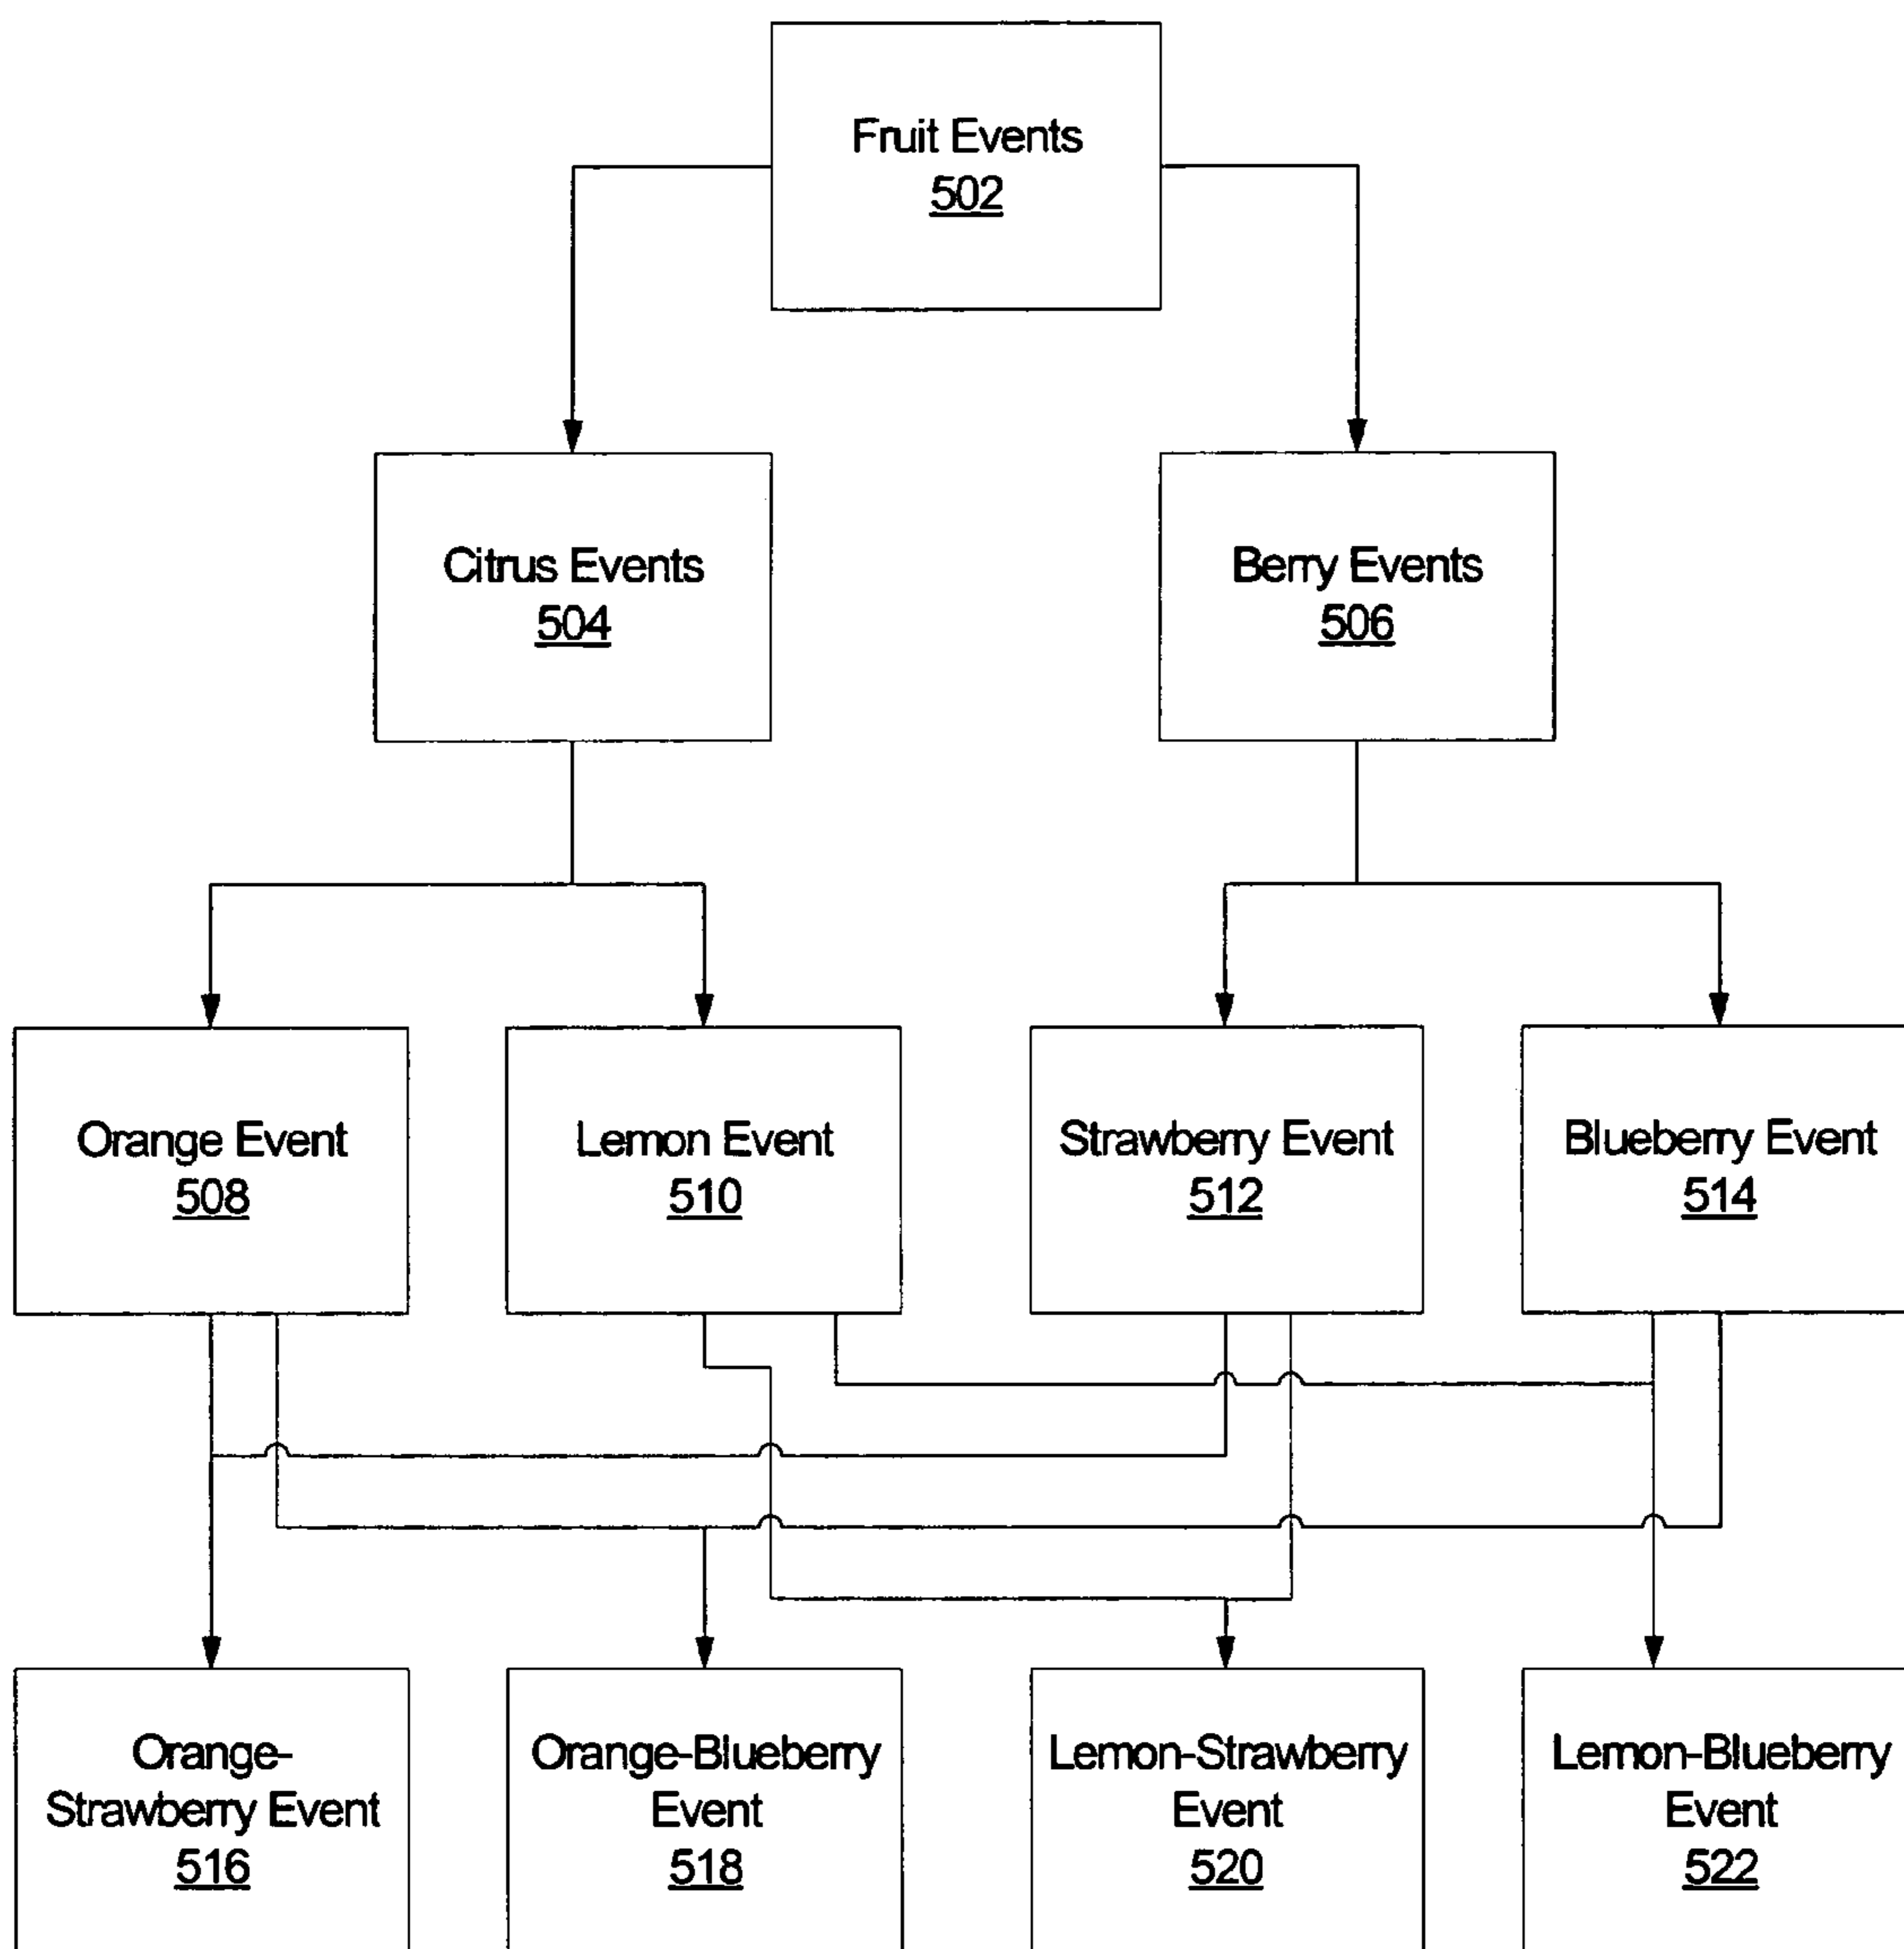 Fruit Events
502
Citrus Events
504
Berry Events
506
Orange Event
508
Lemon Event
510
Strawberry Event
512
Blueberry Event
514
Orange-
Strawberry Event
516
Orange-Blueberry
Event
518
Lemon-Strawberry
Event
520
Lemon-Blueberry
Event
522